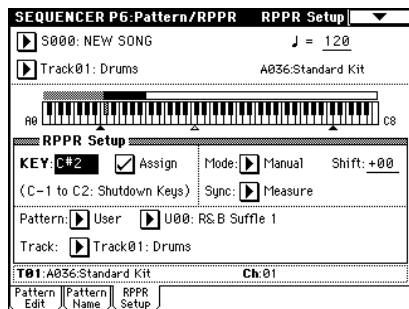 SEQUENCER P6:Pattern/RPPR RPPR Setup
S000: NEW SONG ♩ = 120
Track01: Drums A036:Standard Kit
A0 C8
RPPR Setup
KEY: C#2 Assign Mode: Manual Shift: +00
(C-1 to C2: Shutdown Keys) Sync: Measure
Pattern: User U00: R&B Suffle 1
Track: Track01: Drums
T01:A036:Standard Kit Ch:01
Pattern Edit Pattern Name RPPR Setup